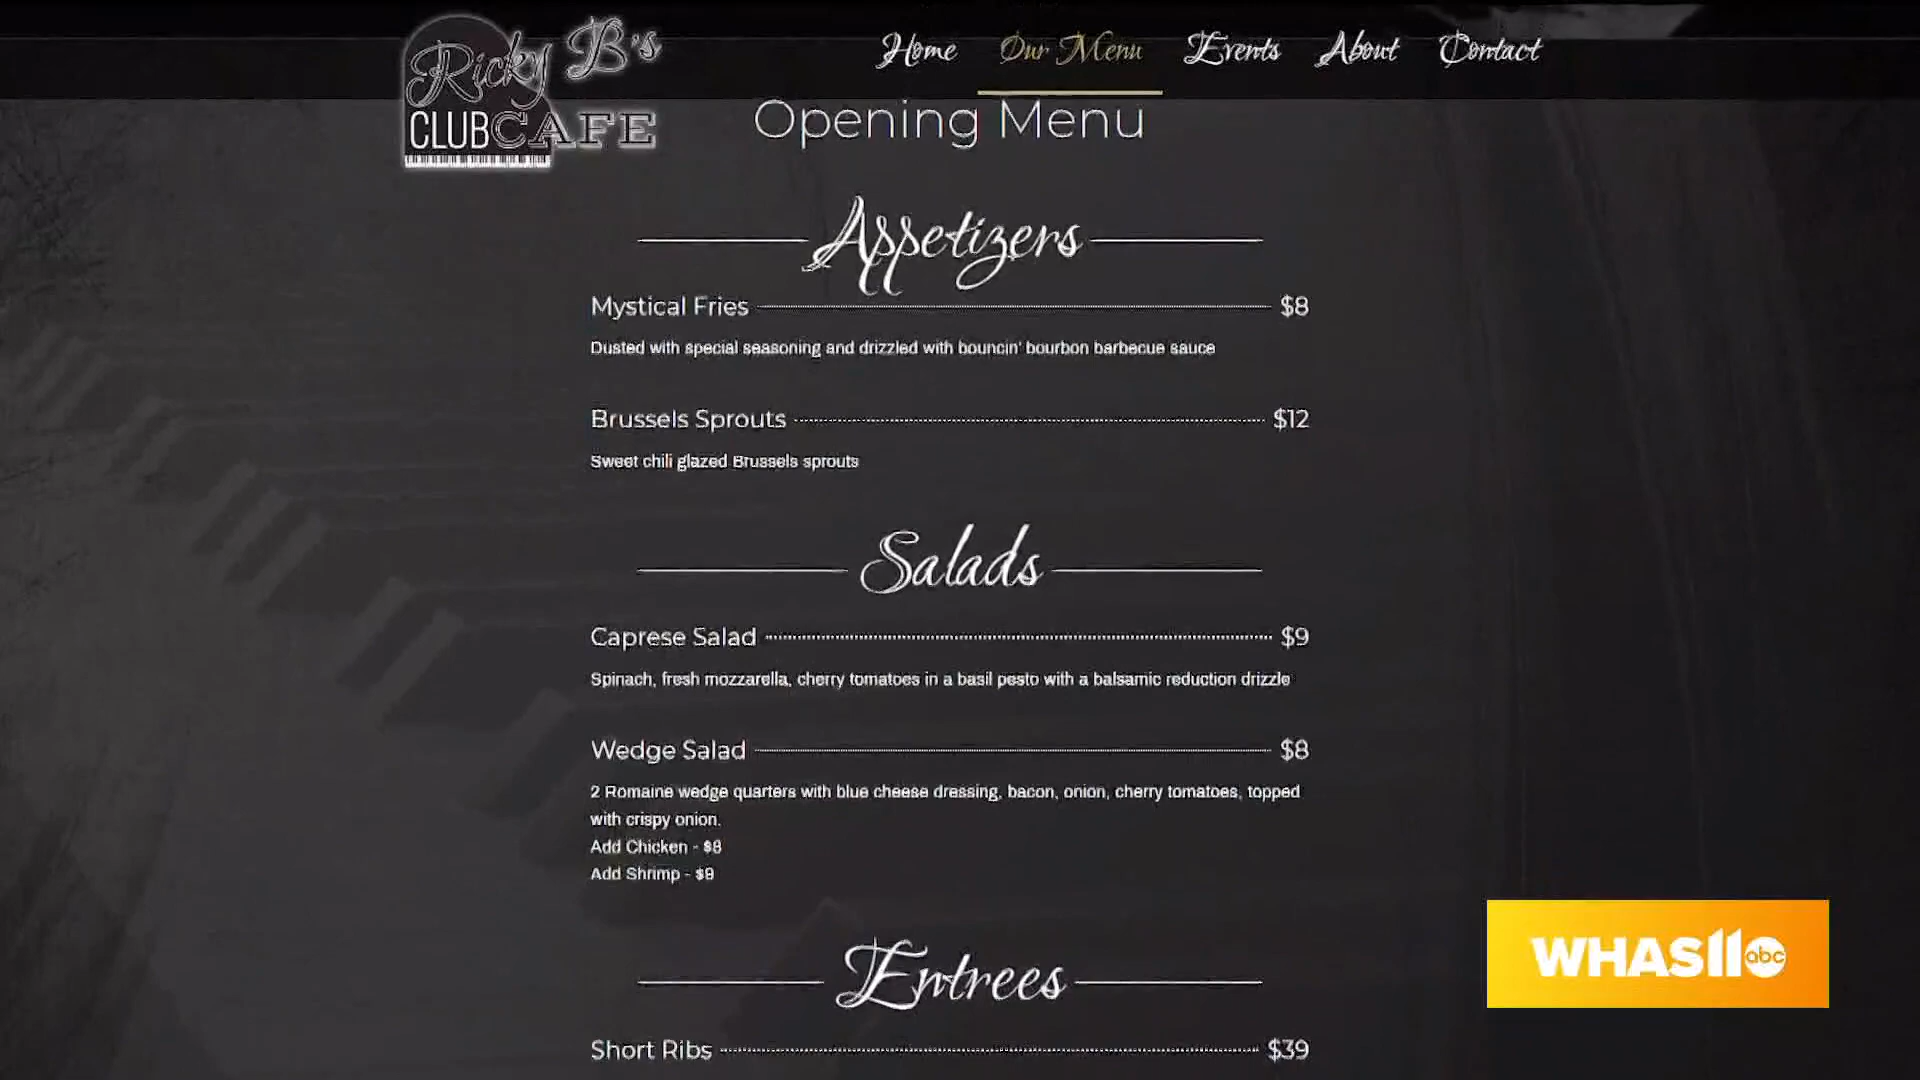 Ricky B's
CLUB CAFE
Home Our Menu Events About Contact
Opening Menu
Appetizers
Mystical Fries $8
Dusted with special seasoning and drizzled with bouncin' bourbon barbecue sauce
Brussels Sprouts $12
Sweet chili glazed Brussels sprouts
Salads
Caprese Salad $9
Spinach, fresh mozzarella, cherry tomatoes in a basil pesto with a balsamic reduction drizzle
Wedge Salad $8
2 Romaine wedge quarters with blue cheese dressing, bacon, onion, cherry tomatoes, topped
with crispy onion.
Add Chicken - $8
Add Shrimp - $9
Entrees
Short Ribs $39
WHAS11 abc